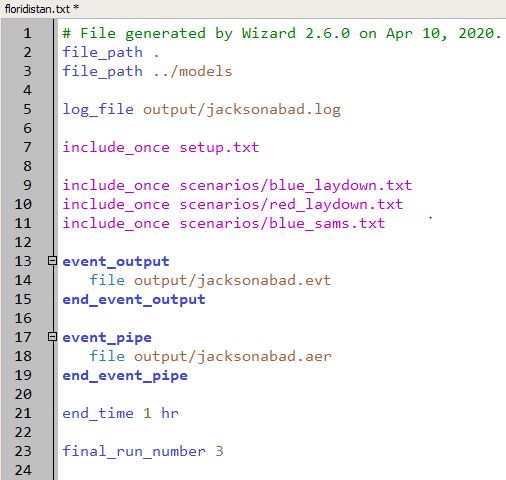 floridistan.txt *
1 # File generated by Wizard 2.6.0 on Apr 10, 2020.
2 file_path .
3 file_path ../models
4
5 log_file output/jacksonabad.log
6
7 include_once setup.txt
8
9 include_once scenarios/blue_laydown.txt
10 include_once scenarios/red_laydown.txt
11 include_once scenarios/blue_sams.txt
12
13 event_output
14 file output/jacksonabad.evt
15 end_event_output
16
17 event_pipe
18 file output/jacksonabad.aer
19 end_event_pipe
20
21 end_time 1 hr
22
23 final_run_number 3
24